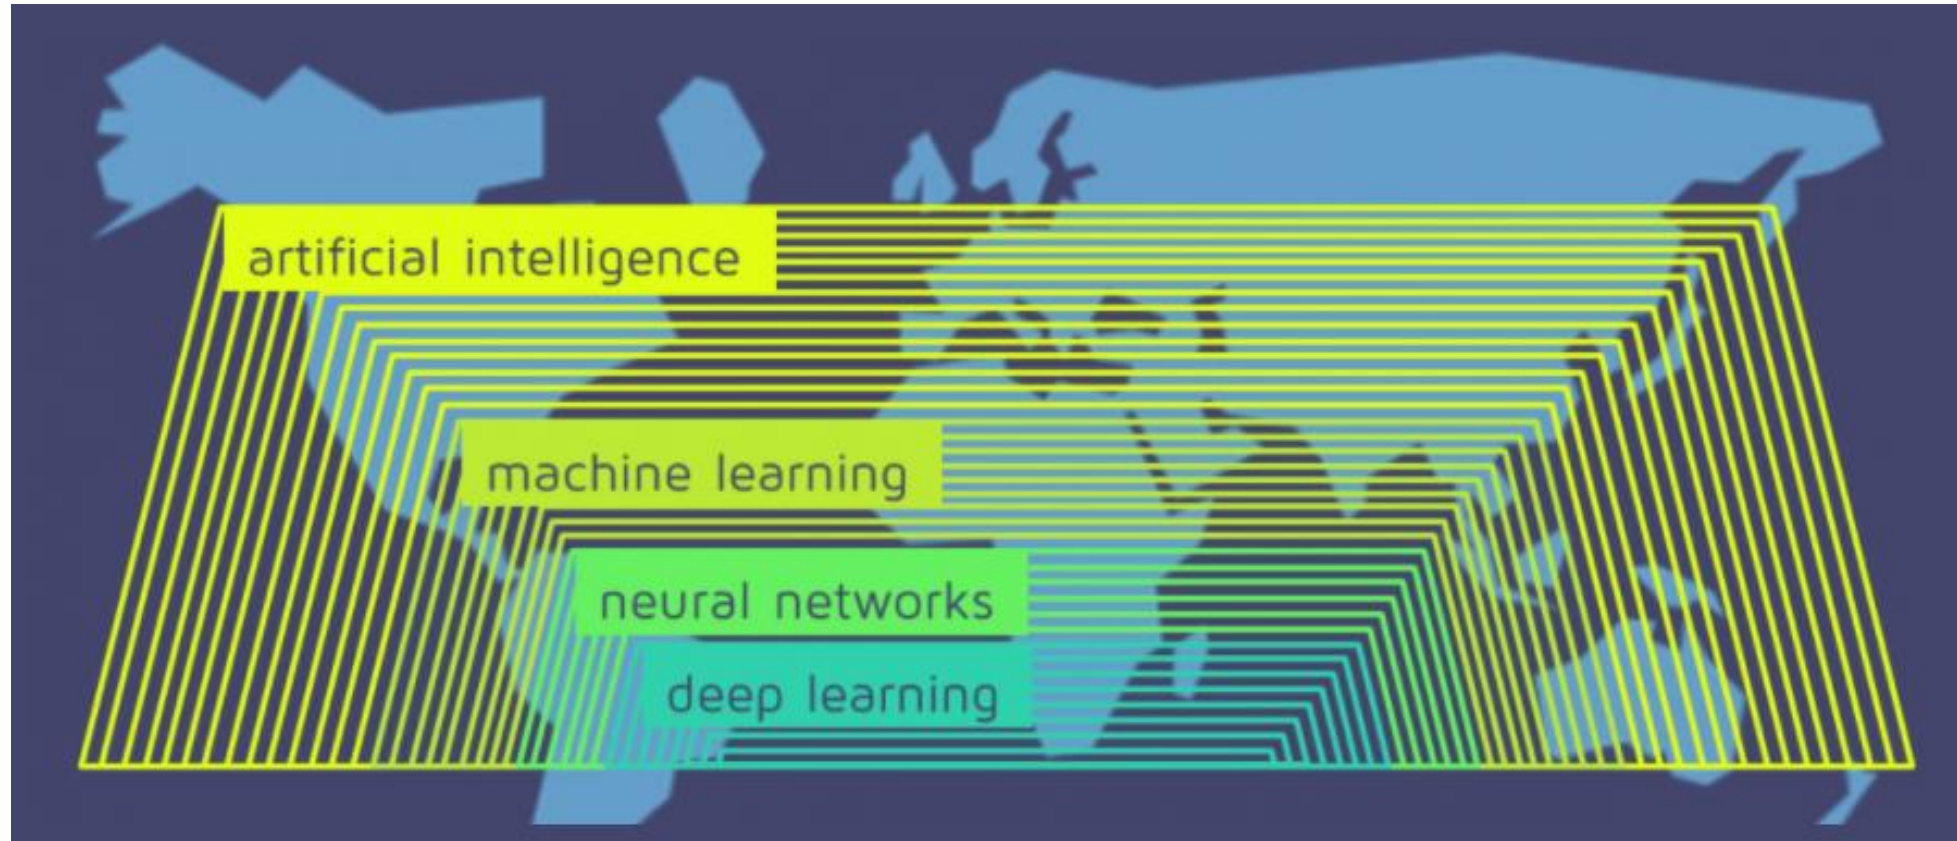 artificial intelligence
machine learning
neural networks
deep learning